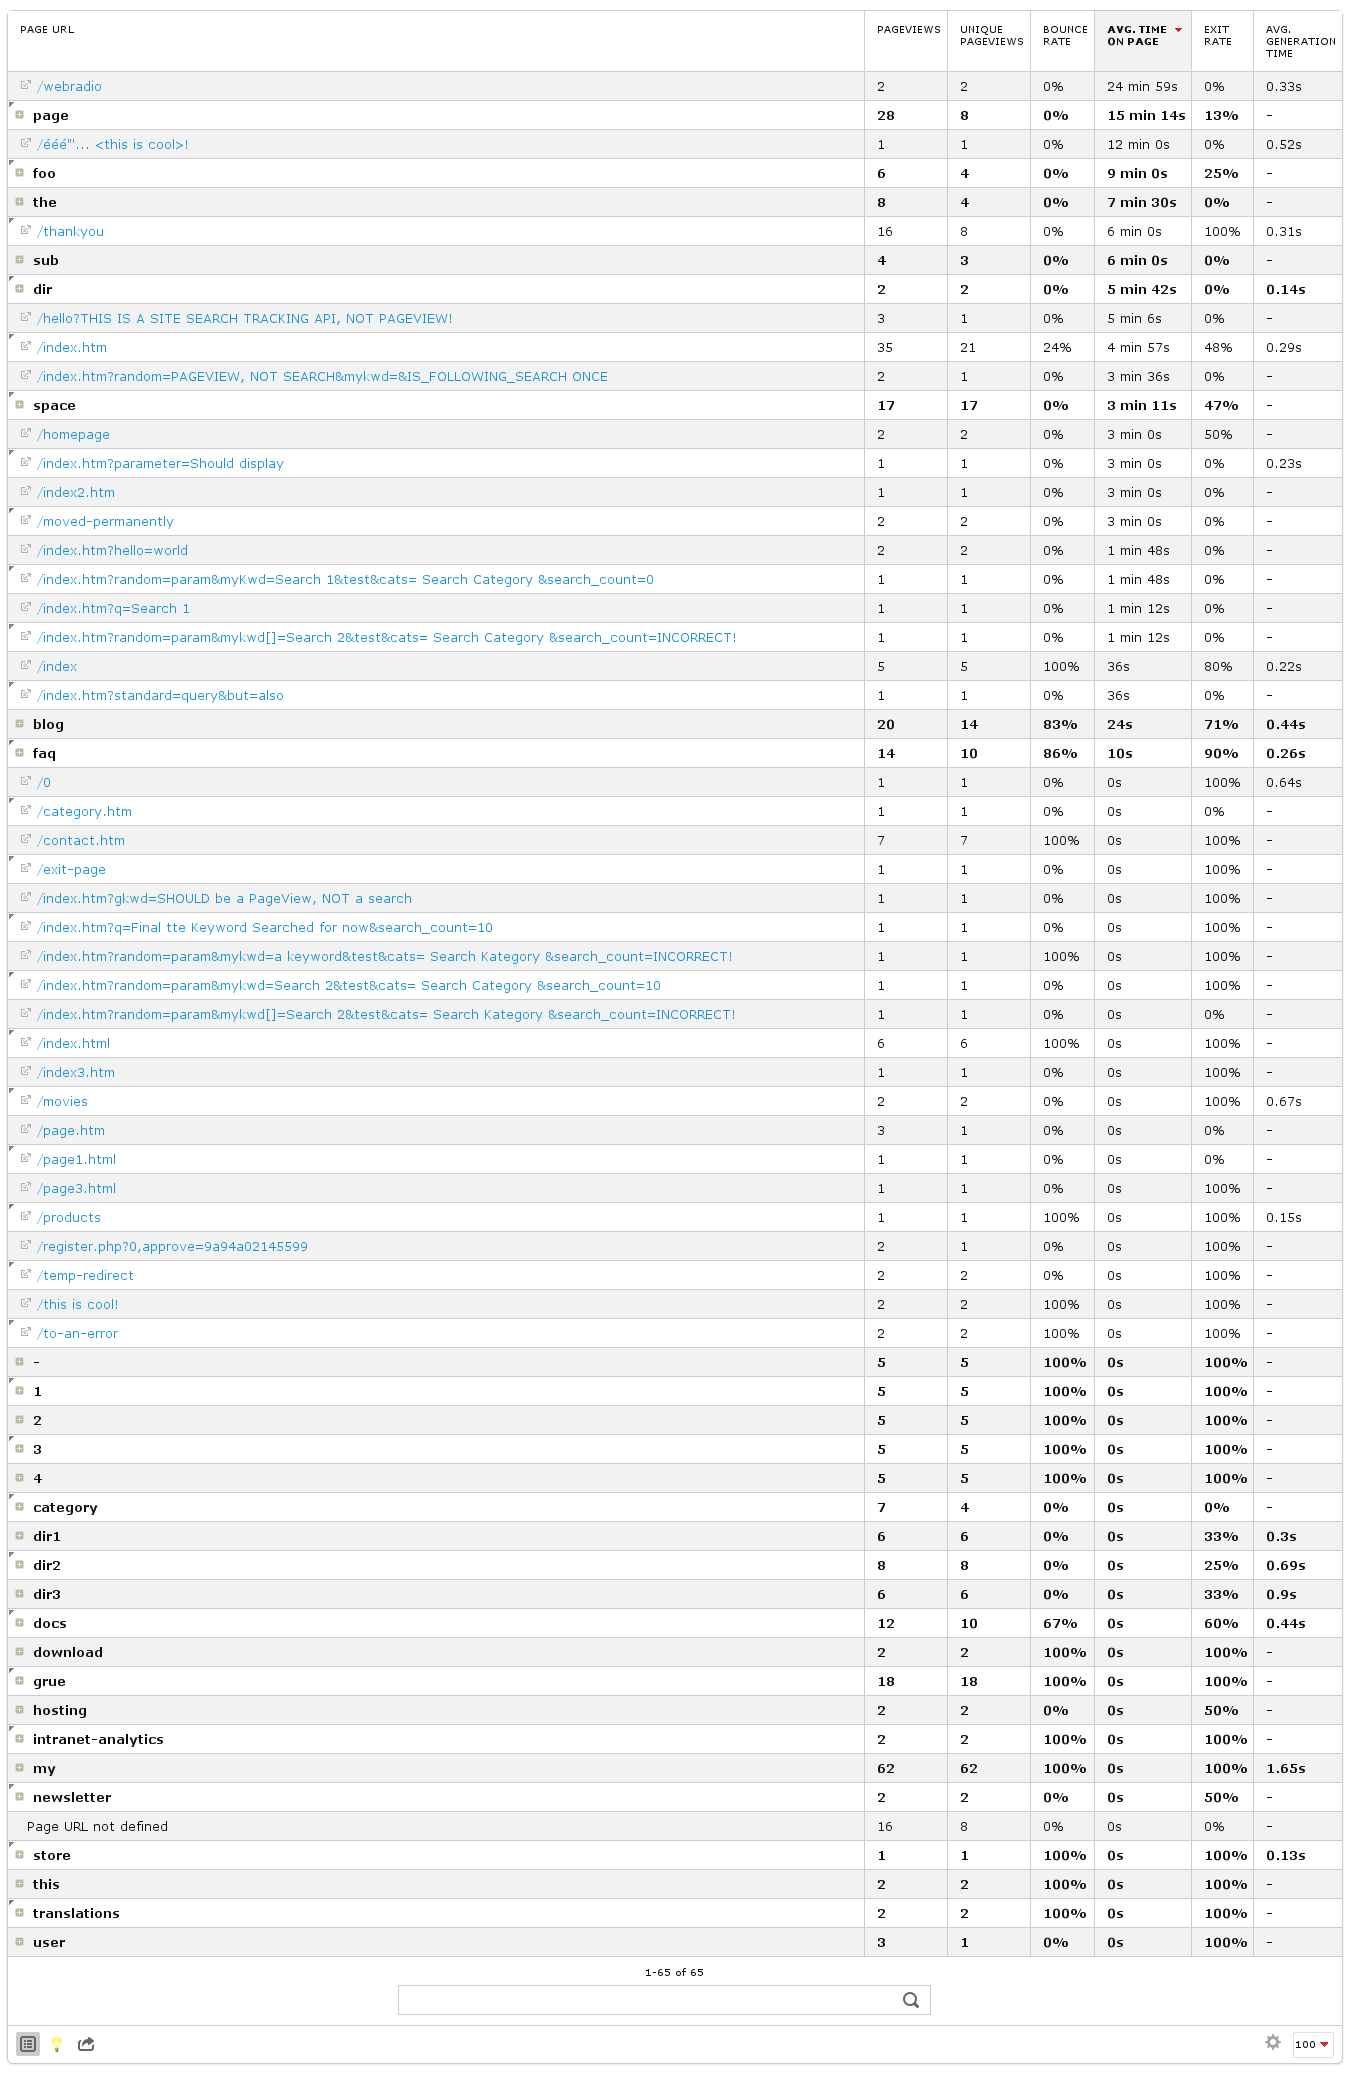 PAGE URL PAGEVIEWS UNIQUE PAGEVIEWS BOUNCE RATE AVG. TIME ON PAGE EXIT RATE AVG. GENERATION TIME
/webradio 2 2 0% 24 min 59s 0% 0.33s
page 28 8 0% 15 min 14s 13% -
/ééé"'... <this is cool>! 1 1 0% 12 min 0s 0% 0.52s
foo 6 4 0% 9 min 0s 25% -
the 8 4 0% 7 min 30s 0% -
/thankyou 16 8 0% 6 min 0s 100% 0.31s
sub 4 3 0% 6 min 0s 0% -
dir 2 2 0% 5 min 42s 0% 0.14s
/hello?THIS IS A SITE SEARCH TRACKING API, NOT PAGEVIEW! 3 1 0% 5 min 6s 0% -
/index.htm 35 21 24% 4 min 57s 48% 0.29s
/index.htm?random=PAGEVIEW, NOT SEARCH&mykwd=&IS_FOLLOWING_SEARCH ONCE 2 1 0% 3 min 36s 0% -
space 17 17 0% 3 min 11s 47% -
/homepage 2 2 0% 3 min 0s 50% -
/index.htm?parameter=Should display 1 1 0% 3 min 0s 0% 0.23s
/index2.htm 1 1 0% 3 min 0s 0% -
/moved-permanently 2 2 0% 3 min 0s 0% -
/index.htm?hello=world 2 2 0% 1 min 48s 0% -
/index.htm?random=param&myKwd=Search 1&test&cats= Search Category &search_count=0 1 1 0% 1 min 48s 0% -
/index.htm?q=Search 1 1 1 0% 1 min 12s 0% -
/index.htm?random=param&mykwd[]=Search 2&test&cats= Search Category &search_count=INCORRECT! 1 1 0% 1 min 12s 0% -
/index 5 5 100% 36s 80% 0.22s
/index.htm?standard=query&but=also 1 1 0% 36s 0% -
blog 20 14 83% 24s 71% 0.44s
faq 14 10 86% 10s 90% 0.26s
/0 1 1 0% 0s 100% 0.64s
/category.htm 1 1 0% 0s 0% -
/contact.htm 7 7 100% 0s 100% -
/exit-page 1 1 0% 0s 100% -
/index.htm?gkwd=SHOULD be a PageView, NOT a search 1 1 0% 0s 100% -
/index.htm?q=Final tte Keyword Searched for now&search_count=10 1 1 0% 0s 100% -
/index.htm?random=param&mykwd=a keyword&test&cats= Search Kategory &search_count=INCORRECT! 1 1 100% 0s 100% -
/index.htm?random=param&mykwd=Search 2&test&cats= Search Category &search_count=10 1 1 0% 0s 100% -
/index.htm?random=param&mykwd[]=Search 2&test&cats= Search Kategory &search_count=INCORRECT! 1 1 0% 0s 0% -
/index.html 6 6 100% 0s 100% -
/index3.htm 1 1 0% 0s 100% -
/movies 2 2 0% 0s 100% 0.67s
/page.htm 3 1 0% 0s 0% -
/page1.html 1 1 0% 0s 0% -
/page3.html 1 1 0% 0s 100% -
/products 1 1 100% 0s 100% 0.15s
/register.php?0,approve=9a94a02145599 2 1 0% 0s 100% -
/temp-redirect 2 2 0% 0s 100% -
/this is cool! 2 2 100% 0s 100% -
/to-an-error 2 2 100% 0s 100% -
- 5 5 100% 0s 100% -
1 5 5 100% 0s 100% -
2 5 5 100% 0s 100% -
3 5 5 100% 0s 100% -
4 5 5 100% 0s 100% -
category 7 4 0% 0s 0% -
dir1 6 6 0% 0s 33% 0.3s
dir2 8 8 0% 0s 25% 0.69s
dir3 6 6 0% 0s 33% 0.9s
docs 12 10 67% 0s 60% 0.44s
download 2 2 100% 0s 100% -
grue 18 18 100% 0s 100% -
hosting 2 2 0% 0s 50% -
intranet-analytics 2 2 100% 0s 100% -
my 62 62 100% 0s 100% 1.65s
newsletter 2 2 0% 0s 50% -
Page URL not defined 16 8 0% 0s 0% -
store 1 1 100% 0s 100% 0.13s
this 2 2 100% 0s 100% -
translations 2 2 100% 0s 100% -
user 3 1 0% 0s 100% -
1-65 of 65
100